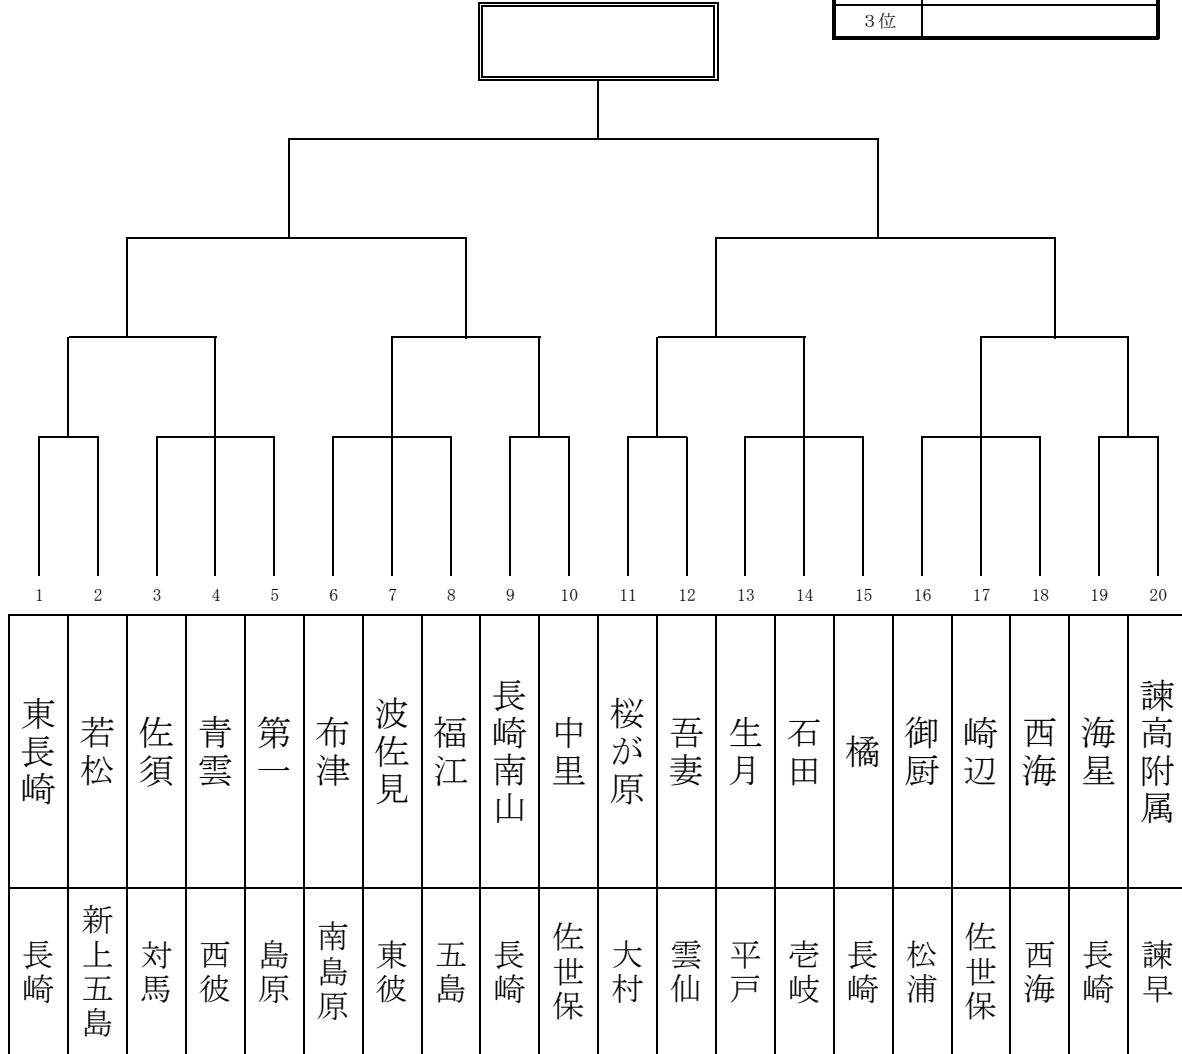 3位
1 2 3 4 5 6 7 8 9 10 11 12 13 14 15 16 17 18 19 20
東長崎 若松 佐須 青雲 第一 布津 波佐見 福江 長崎南山 中里 桜が原 吾妻 生月 石田 橘 御厨 崎辺 西海 海星 諫高附属
長崎 新上五島 対馬 西彼 島原 南島原 東彼 五島 長崎 佐世保 大村 雲仙 平戸 壱岐 長崎 松浦 佐世保 西海 長崎 諫早